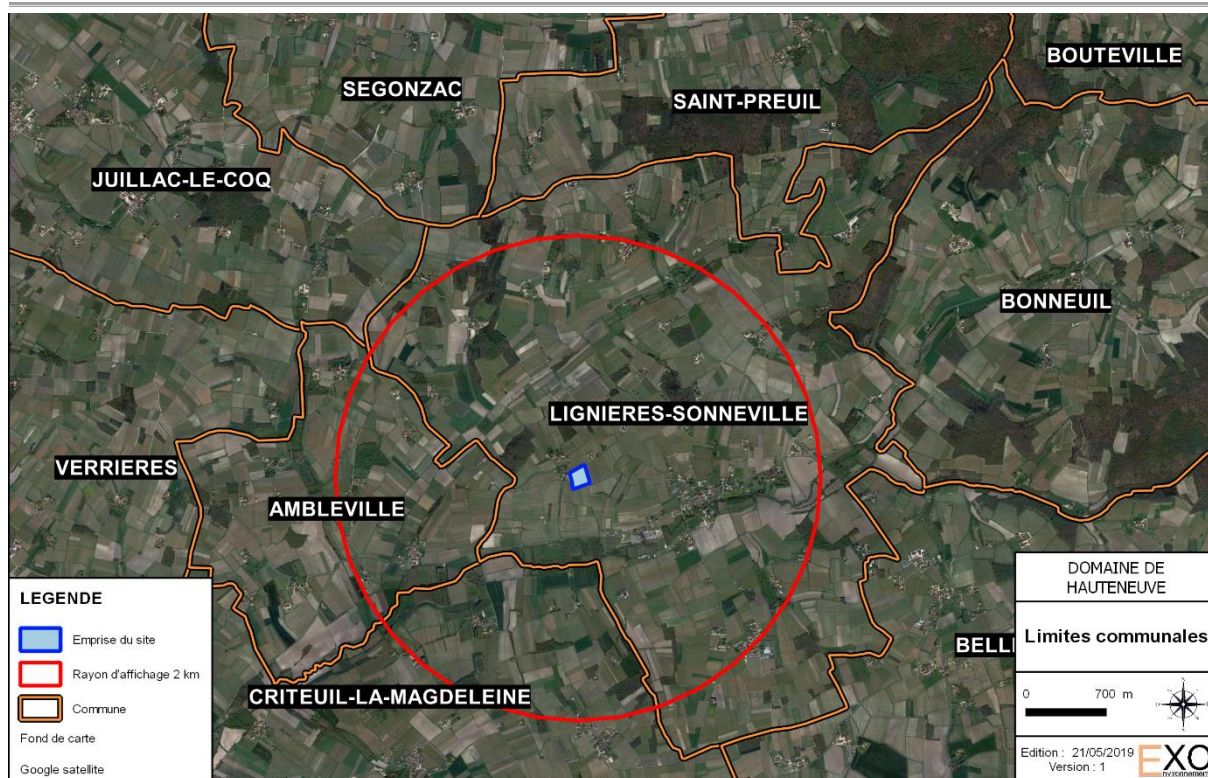 BOUTEVILLE
SEGONZAC
SAINT-PREUIL
JUILLAC-LE-COQ
BONNEUIL
LIGNIERES-SONNEVILLE
VERRIERES
AMBLEVILLE
CRITEUIL-LA-MAGDELEINE
BELL
LEGENDE
Emprise du site
Rayon d'affichage 2 km
Commune
Fond de carte
Google satellite
DOMAINE DE
HAUTENEUVE
Limites communales
0 700 m
Edition : 21/05/2019
Version : 1
EXO
nvironnement